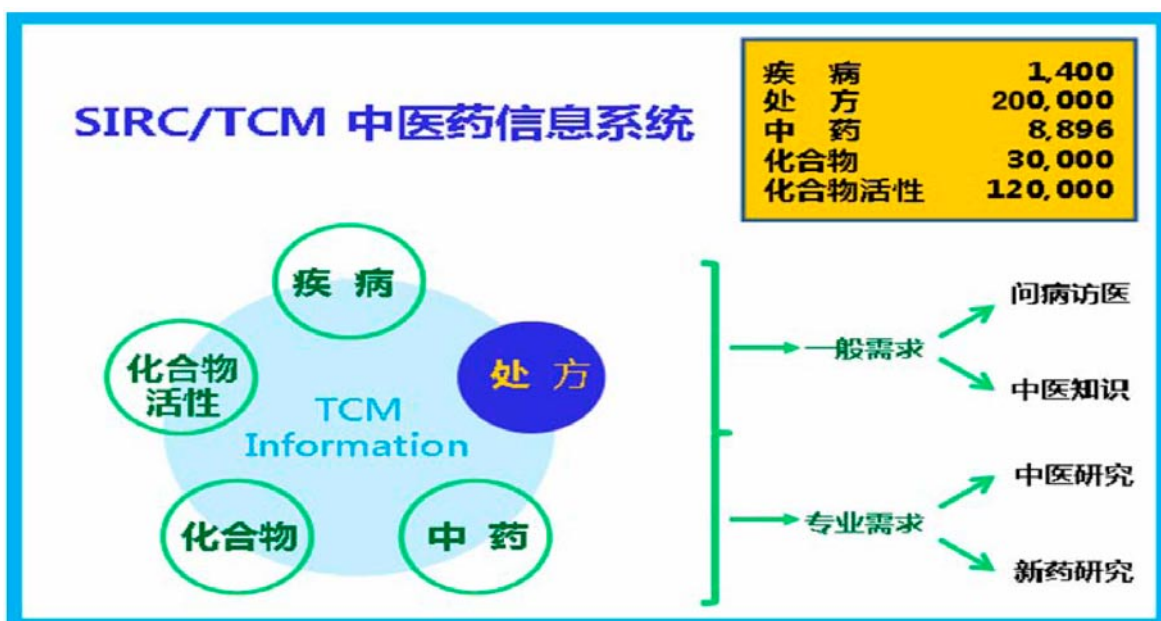 SIRC/TCM 中医药信息系统
疾 病 1,400
处 方 200,000
中 药 8,896
化合物 30,000
化合物活性 120,000
疾 病
化合物
活性
处 方
TCM
Information
化合物
中 药
一般需求
问病访医
中医知识
专业需求
中医研究
新药研究